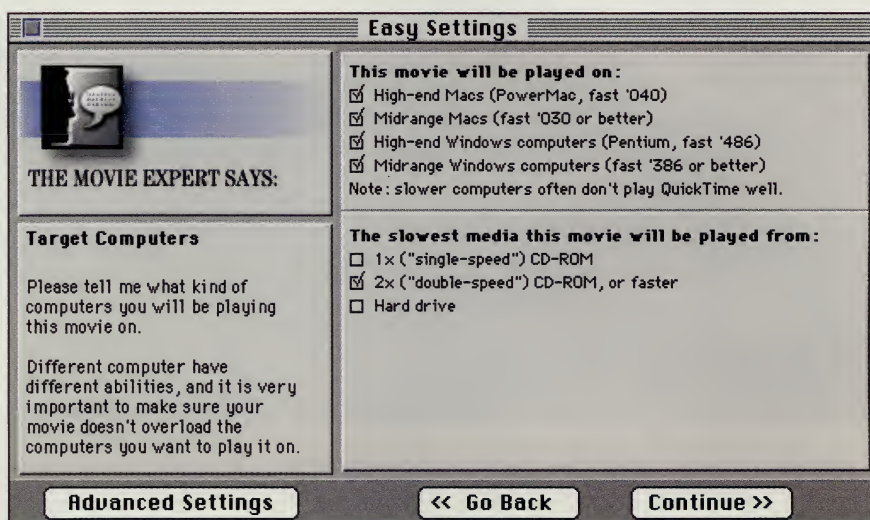 Easy Settings
THE MOVIE EXPERT SAYS:
Target Computers
Please tell me what kind of
computers you will be playing
this movie on.
Different computer have
different abilities, and it is very
important to make sure your
movie doesn't overload the
computers you want to play it on.
This movie will be played on:
High-end Macs (PowerMac, fast '040)
Midrange Macs (fast '030 or better)
High-end Windows computers (Pentium, fast '486)
Midrange Windows computers (fast '386 or better)
Note: slower computers often don't play QuickTime well.
The slowest media this movie will be played from:
1x ("single-speed") CD-ROM
2x ("double-speed") CD-ROM, or faster
Hard drive
Advanced Settings
<< Go Back
Continue >>